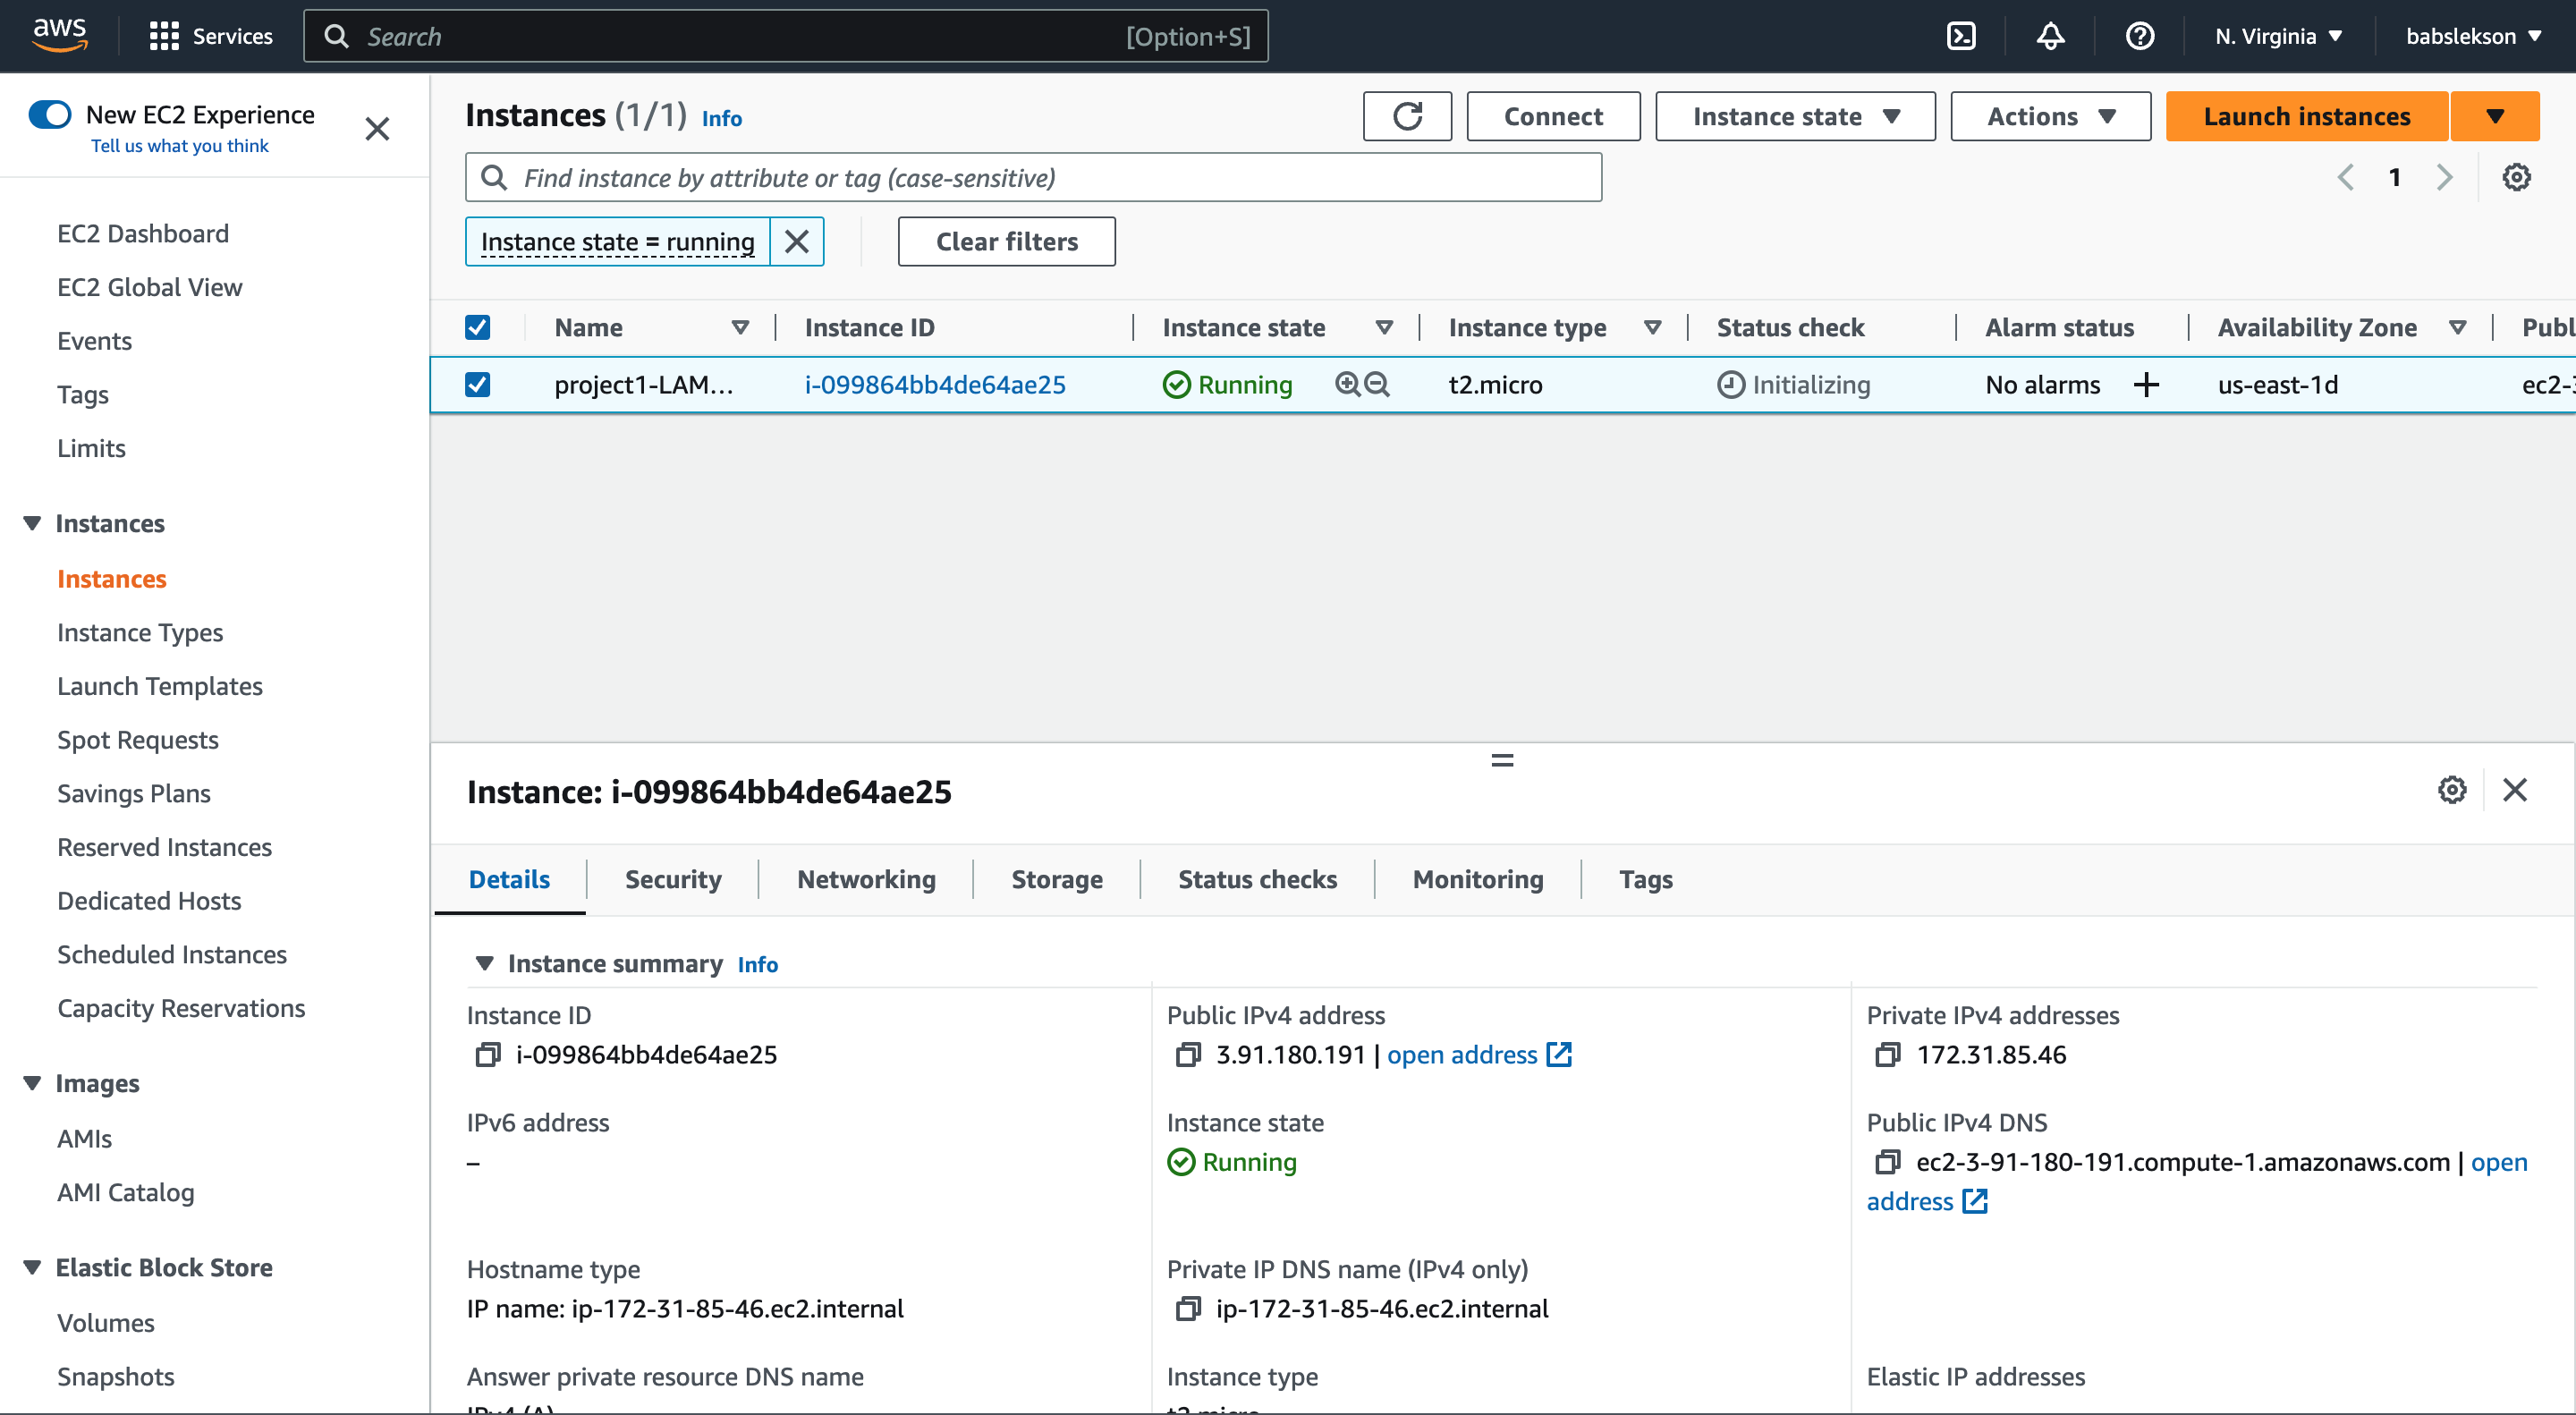 aws
Services
Search
[Option+S]
N. Virginia
babslekson
New EC2 Experience
Tell us what you think
EC2 Dashboard
EC2 Global View
Events
Tags
Limits
Instances
Instances
Instance Types
Launch Templates
Spot Requests
Savings Plans
Reserved Instances
Dedicated Hosts
Scheduled Instances
Capacity Reservations
Images
AMIs
AMI Catalog
Elastic Block Store
Volumes
Snapshots
Instances (1/1) Info
Connect
Instance state
Actions
Launch instances
Find instance by attribute or tag (case-sensitive)
1
Instance state = running
Clear filters
Name
Instance ID
Instance state
Instance type
Status check
Alarm status
Availability Zone
Publ
project1-LAM...
i-099864bb4de64ae25
Running
t2.micro
Initializing
No alarms
us-east-1d
ec2-3
Instance: i-099864bb4de64ae25
Details
Security
Networking
Storage
Status checks
Monitoring
Tags
Instance summary Info
Instance ID
i-099864bb4de64ae25
Public IPv4 address
3.91.180.191 | open address
Private IPv4 addresses
172.31.85.46
IPv6 address
–
Instance state
Running
Public IPv4 DNS
ec2-3-91-180-191.compute-1.amazonaws.com | open
address
Hostname type
IP name: ip-172-31-85-46.ec2.internal
Private IP DNS name (IPv4 only)
ip-172-31-85-46.ec2.internal
Answer private resource DNS name
IPv4 (A)
Instance type
t2.micro
Elastic IP addresses